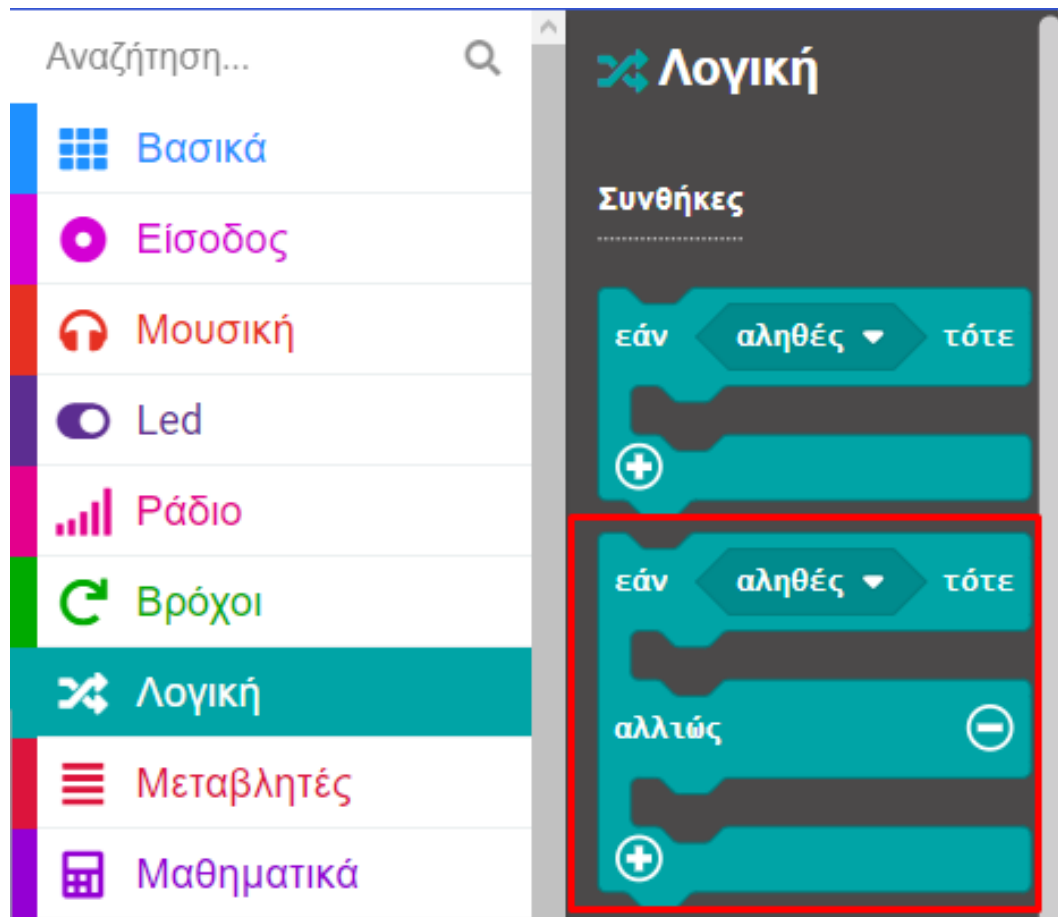 Αναζήτηση...
Βασικά
Είσοδος
Μουσική
Led
Ράδιο
Βρόχοι
Λογική
Μεταβλητές
Μαθηματικά
Λογική
Συνθήκες
εάν αληθές τότε
εάν αληθές τότε
αλλιώς